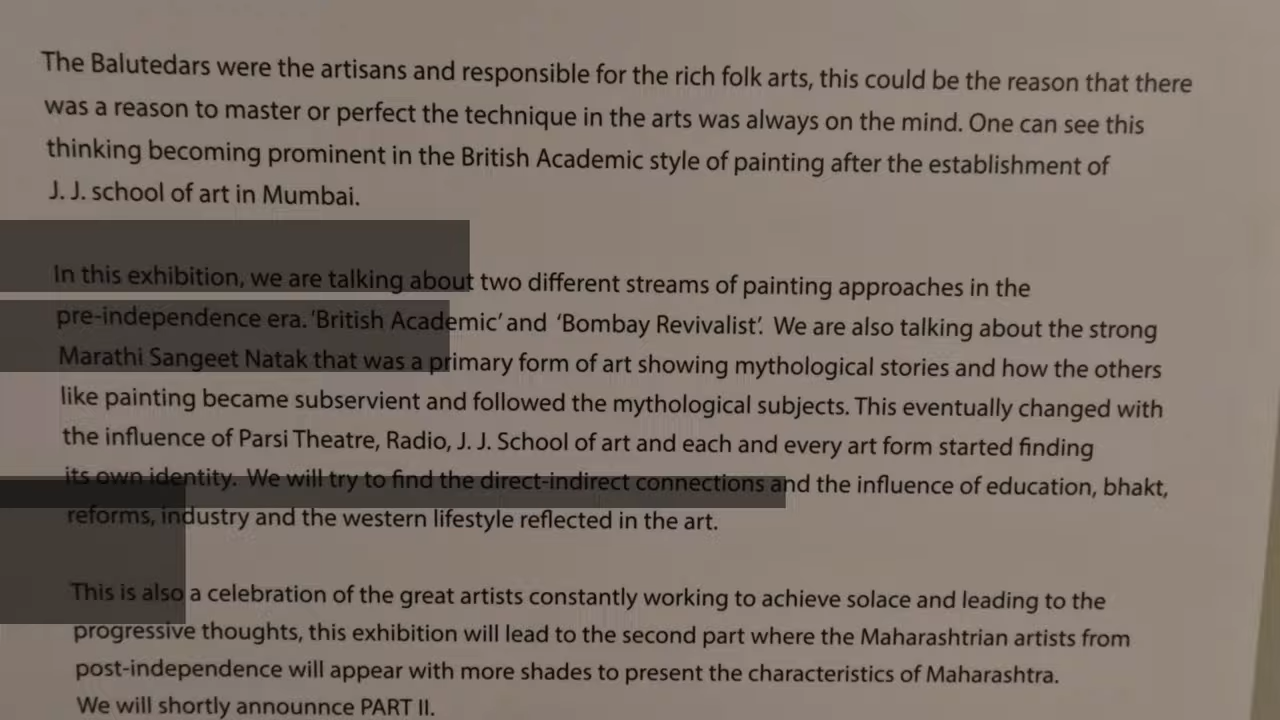 The Balutedars were the artisans and responsible for the rich folk arts, this could be the reason that there
was a reason to master or perfect the technique in the arts was always on the mind. One can see this
thinking becoming prominent in the British Academic style of painting after the establishment of
J. J. school of art in Mumbai.
In this exhibition, we are talking about two different streams of painting approaches in the
pre-independence era. ‘British Academic’ and ‘Bombay Revivalist’. We are also talking about the strong
Marathi Sangeet Natak that was a primary form of art showing mythological stories and how the others
like painting became subservient and followed the mythological subjects. This eventually changed with
the influence of Parsi Theatre, Radio, J. J. School of art and each and every art form started finding
its own identity. We will try to find the direct-indirect connections and the influence of education, bhakt,
reforms, industry and the western lifestyle reflected in the art.
This is also a celebration of the great artists constantly working to achieve solace and leading to the
progressive thoughts, this exhibition will lead to the second part where the Maharashtrian artists from
post-independence will appear with more shades to present the characteristics of Maharashtra.
We will shortly announnce PART II.